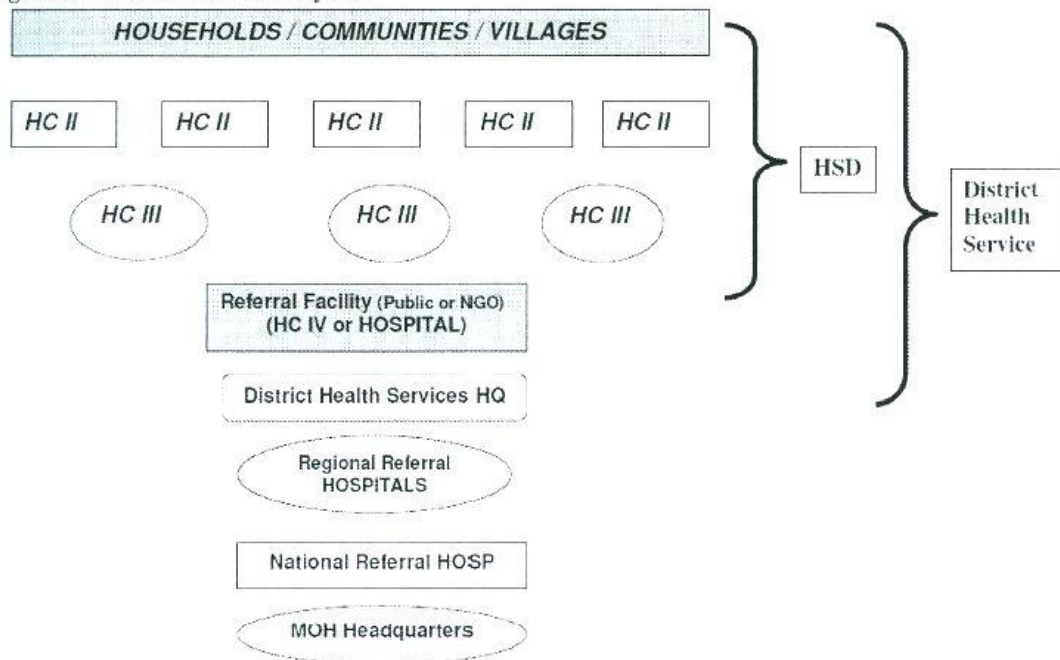 HOUSEHOLDS / COMMUNITIES / VILLAGES
HC II
HC II
HC II
HC II
HC II
HSD
District
Health
Service
HC III
HC III
HC III
Referral Facility (Public or NGO)
(HC IV or HOSPITAL)
District Health Services HQ
Regional Referral
HOSPITALS
National Referral HOSP
MOH Headquarters